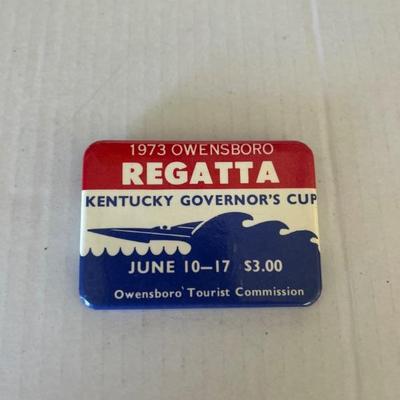 1973 OWENSBORO
REGATTA
KENTUCKY GOVERNOR'S CUP
JUNE 10—17 $3.00
Owensboro Tourist Commission